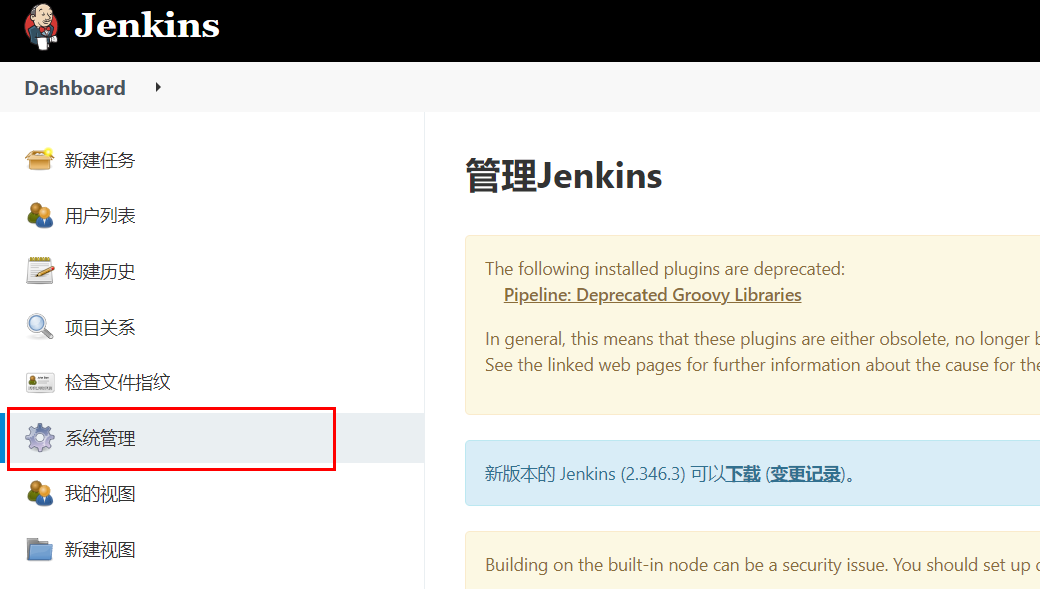 Jenkins
Dashboard
新建任务
用户列表
构建历史
项目关系
检查文件指纹
系统管理
我的视图
新建视图
管理Jenkins
The following installed plugins are deprecated:
Pipeline: Deprecated Groovy Libraries
In general, this means that these plugins are either obsolete, no longer
See the linked web pages for further information about the cause for the
新版本的 Jenkins (2.346.3) 可以下载 (变更记录)。
Building on the built-in node can be a security issue. You should set up